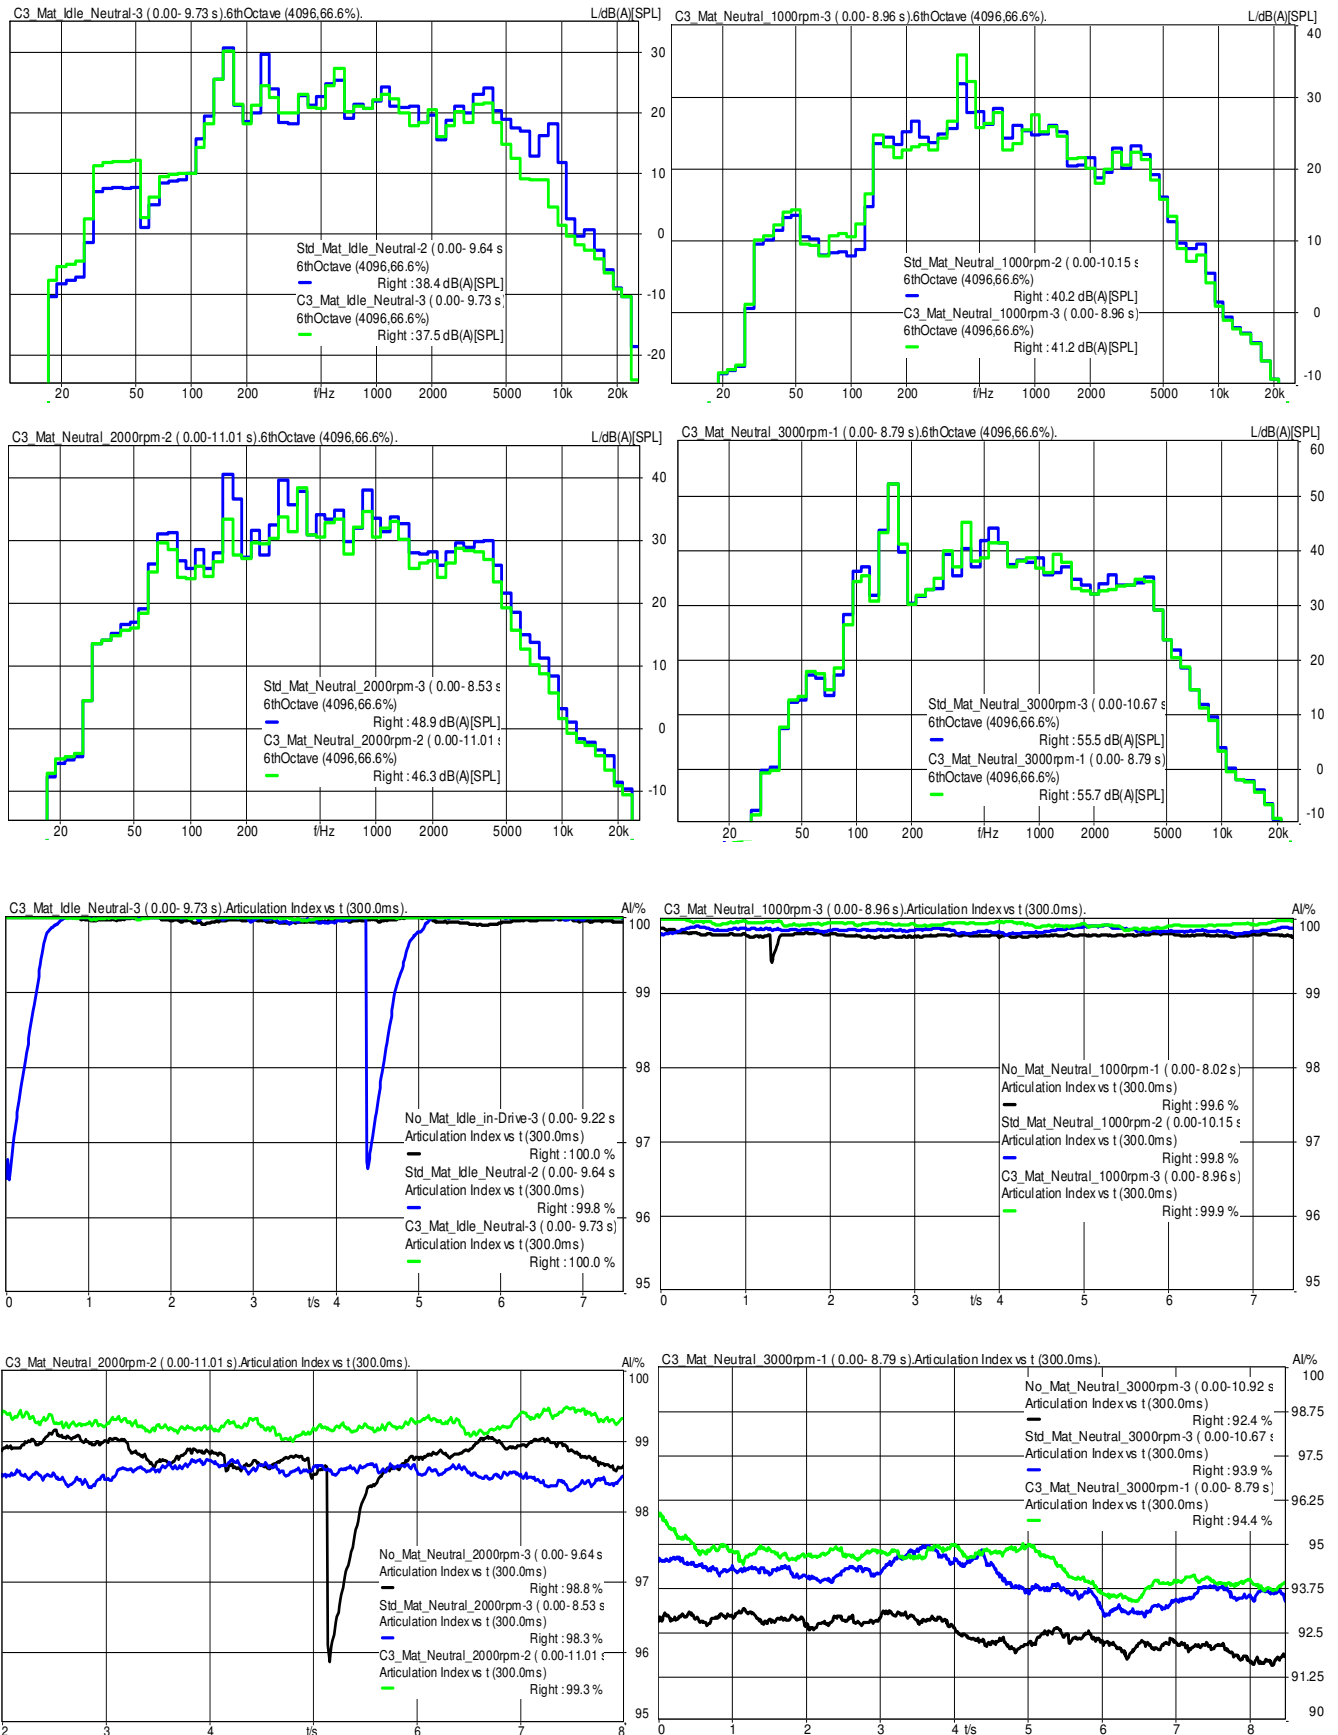 C3_Mat_Idle_Neutral-3 ( 0.00- 9.73 s).6thOctave (4096,66.6%).
L/dB(A)[SPL]
30
20
10
0
-10
-20
Std_Mat_Idle_Neutral-2 ( 0.00- 9.64 s
6thOctave (4096,66.6%)
Right : 38.4 dB(A)[SPL]
C3_Mat_Idle_Neutral-3 ( 0.00- 9.73 s)
6thOctave (4096,66.6%)
Right : 37.5 dB(A)[SPL]
20 50 100 200 f/Hz 1000 2000 5000 10k 20k
C3_Mat_Neutral_1000rpm-3 ( 0.00- 8.96 s).6thOctave (4096,66.6%).
L/dB(A)[SPL]
40
30
20
10
0
-10
Std_Mat_Neutral_1000rpm-2 ( 0.00-10.15 s
6thOctave (4096,66.6%)
Right : 40.2 dB(A)[SPL]
C3_Mat_Neutral_1000rpm-3 ( 0.00- 8.96 s)
6thOctave (4096,66.6%)
Right : 41.2 dB(A)[SPL]
20 50 100 200 f/Hz 1000 2000 5000 10k 20k
C3_Mat_Neutral_2000rpm-2 ( 0.00-11.01 s).6thOctave (4096,66.6%).
L/dB(A)[SPL]
40
30
20
10
0
-10
Std_Mat_Neutral_2000rpm-3 ( 0.00- 8.53 s
6thOctave (4096,66.6%)
Right : 48.9 dB(A)[SPL]
C3_Mat_Neutral_2000rpm-2 ( 0.00-11.01 s
6thOctave (4096,66.6%)
Right : 46.3 dB(A)[SPL]
20 50 100 200 f/Hz 1000 2000 5000 10k 20k
C3_Mat_Neutral_3000rpm-1 ( 0.00- 8.79 s).6thOctave (4096,66.6%).
L/dB(A)[SPL]
60
50
40
30
20
10
0
-10
Std_Mat_Neutral_3000rpm-3 ( 0.00-10.67 s
6thOctave (4096,66.6%)
Right : 55.5 dB(A)[SPL]
C3_Mat_Neutral_3000rpm-1 ( 0.00- 8.79 s)
6thOctave (4096,66.6%)
Right : 55.7 dB(A)[SPL]
20 50 100 200 f/Hz 1000 2000 5000 10k 20k
C3_Mat_Idle_Neutral-3 ( 0.00- 9.73 s).Articulation Index vs t (300.0ms).
AI/%
100
99
98
97
96
95
No_Mat_Idle_in-Drive-3 ( 0.00- 9.22 s
Articulation Index vs t (300.0ms)
Right : 100.0 %
Std_Mat_Idle_Neutral-2 ( 0.00- 9.64 s
Articulation Index vs t (300.0ms)
Right : 99.8 %
C3_Mat_Idle_Neutral-3 ( 0.00- 9.73 s)
Articulation Index vs t (300.0ms)
Right : 100.0 %
0 1 2 3 t/s 4 5 6 7
C3_Mat_Neutral_1000rpm-3 ( 0.00- 8.96 s).Articulation Index vs t (300.0ms).
AI/%
100
99
98
97
96
95
No_Mat_Neutral_1000rpm-1 ( 0.00- 8.02 s)
Articulation Index vs t (300.0ms)
Right : 99.6 %
Std_Mat_Neutral_1000rpm-2 ( 0.00-10.15 s
Articulation Index vs t (300.0ms)
Right : 99.8 %
C3_Mat_Neutral_1000rpm-3 ( 0.00- 8.96 s)
Articulation Index vs t (300.0ms)
Right : 99.9 %
0 1 2 3 t/s 4 5 6 7
C3_Mat_Neutral_2000rpm-2 ( 0.00-11.01 s).Articulation Index vs t (300.0ms).
AI/%
100
99
98
97
96
95
No_Mat_Neutral_2000rpm-3 ( 0.00- 9.64 s
Articulation Index vs t (300.0ms)
Right : 98.8 %
Std_Mat_Neutral_2000rpm-3 ( 0.00- 8.53 s
Articulation Index vs t (300.0ms)
Right : 98.3 %
C3_Mat_Neutral_2000rpm-2 ( 0.00-11.01 s
Articulation Index vs t (300.0ms)
Right : 99.3 %
2 3 4 t/s 6 7 8
C3_Mat_Neutral_3000rpm-1 ( 0.00- 8.79 s).Articulation Index vs t (300.0ms).
AI/%
100
98.75
97.5
96.25
95
93.75
92.5
91.25
90
No_Mat_Neutral_3000rpm-3 ( 0.00-10.92 s
Articulation Index vs t (300.0ms)
Right : 92.4 %
Std_Mat_Neutral_3000rpm-3 ( 0.00-10.67 s
Articulation Index vs t (300.0ms)
Right : 93.9 %
C3_Mat_Neutral_3000rpm-1 ( 0.00- 8.79 s)
Articulation Index vs t (300.0ms)
Right : 94.4 %
0 1 2 3 4 t/s 5 6 7 8